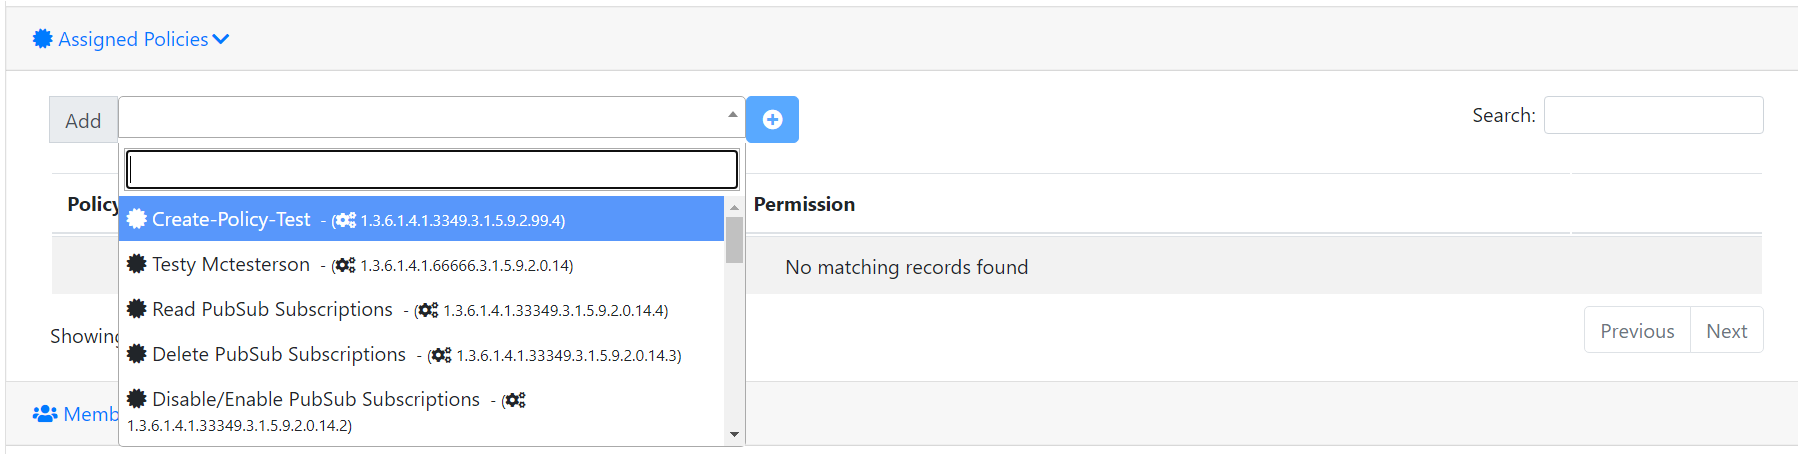 Assigned Policies
Add
Search:
Policy
Permission
Create-Policy-Test - ( 1.3.6.1.4.1.3349.3.1.5.9.2.99.4)
Testy Mctesterson - ( 1.3.6.1.4.1.66666.3.1.5.9.2.0.14)
No matching records found
Read PubSub Subscriptions - ( 1.3.6.1.4.1.33349.3.1.5.9.2.0.14.4)
Showing
Previous Next
Delete PubSub Subscriptions - ( 1.3.6.1.4.1.33349.3.1.5.9.2.0.14.3)
Disable/Enable PubSub Subscriptions - (
1.3.6.1.4.1.33349.3.1.5.9.2.0.14.2)
Memb